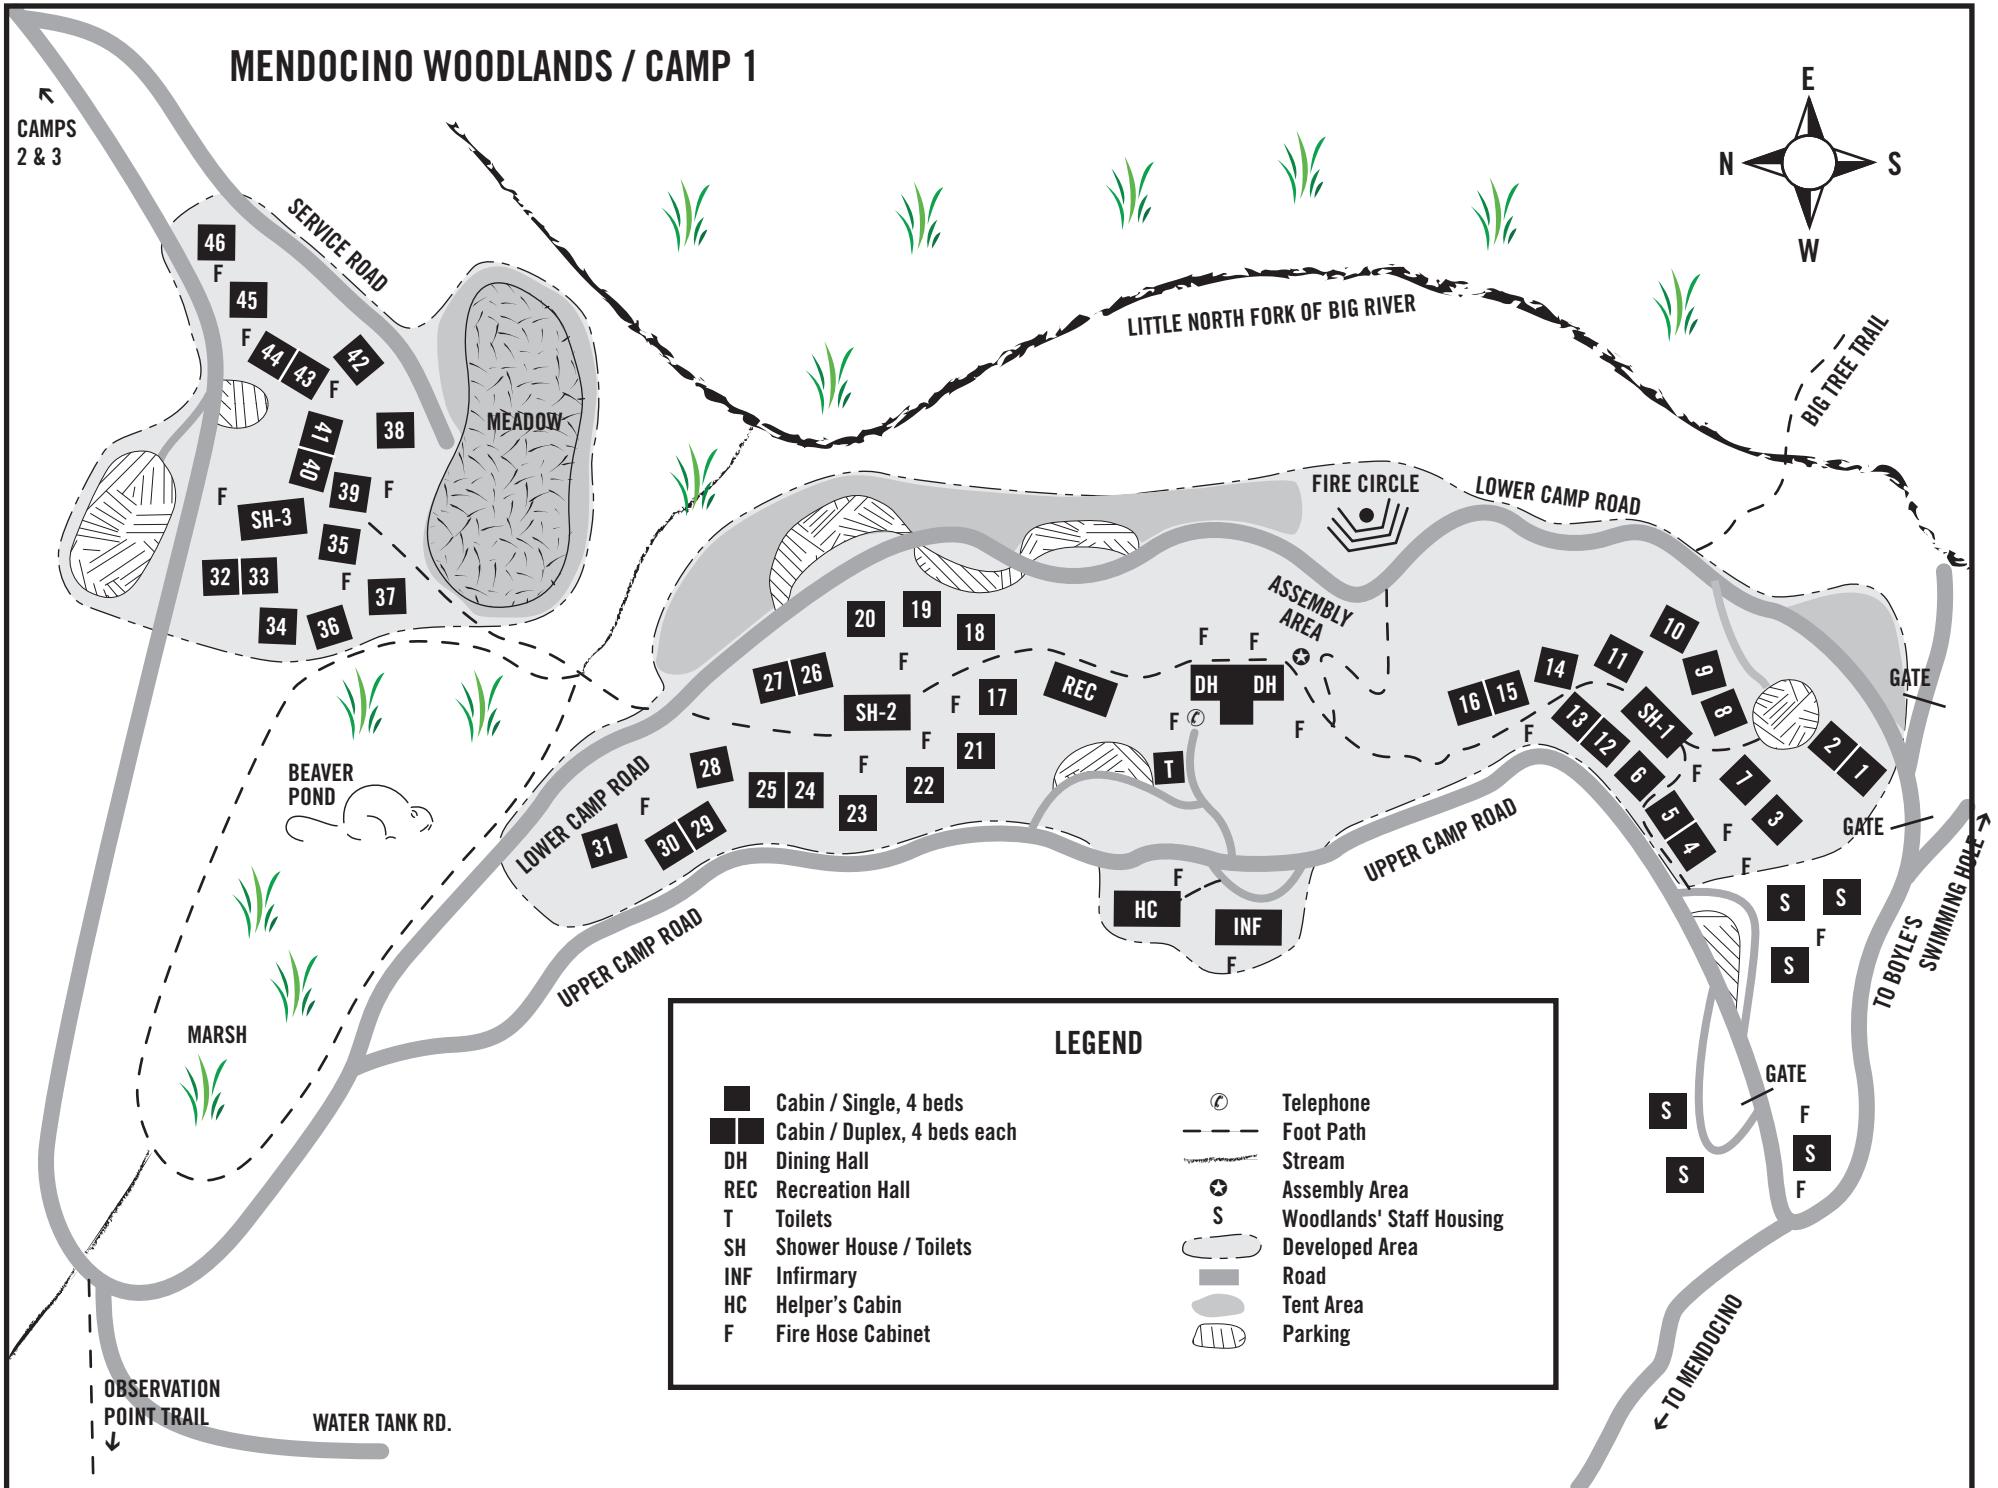 MENDOCINO WOODLANDS / CAMP 1
CAMPS
2 & 3
E
N
S
W
SERVICE ROAD
LITTLE NORTH FORK OF BIG RIVER
BIG TREE TRAIL
MEADOW
46
F
45
F
44
43
42
F
41
40
38
39
F
F
SH-3
35
32
33
F
37
34
36
FIRE CIRCLE
LOWER CAMP ROAD
ASSEMBLY
AREA
20
19
18
F
27
26
SH-2
F
17
REC
F
F
DH
DH
F
F
T
F
21
F
22
23
28
25
24
F
31
30
29
LOWER CAMP ROAD
UPPER CAMP ROAD
UPPER CAMP ROAD
16
15
14
11
10
9
8
SH-1
13
12
F
6
F
7
2
1
5
4
3
F
F
GATE
GATE
TO BOYLE'S
SWIMMING HOLE
F
HC
INF
F
S
S
F
S
GATE
S
F
S
S
F
TO MENDOCINO
BEAVER
POND
MARSH
OBSERVATION
POINT TRAIL
WATER TANK RD.
LEGEND
Cabin / Single, 4 beds
Cabin / Duplex, 4 beds each
DH Dining Hall
REC Recreation Hall
T Toilets
SH Shower House / Toilets
INF Infirmary
HC Helper's Cabin
F Fire Hose Cabinet
Telephone
Foot Path
Stream
Assembly Area
S Woodlands' Staff Housing
Developed Area
Road
Tent Area
Parking